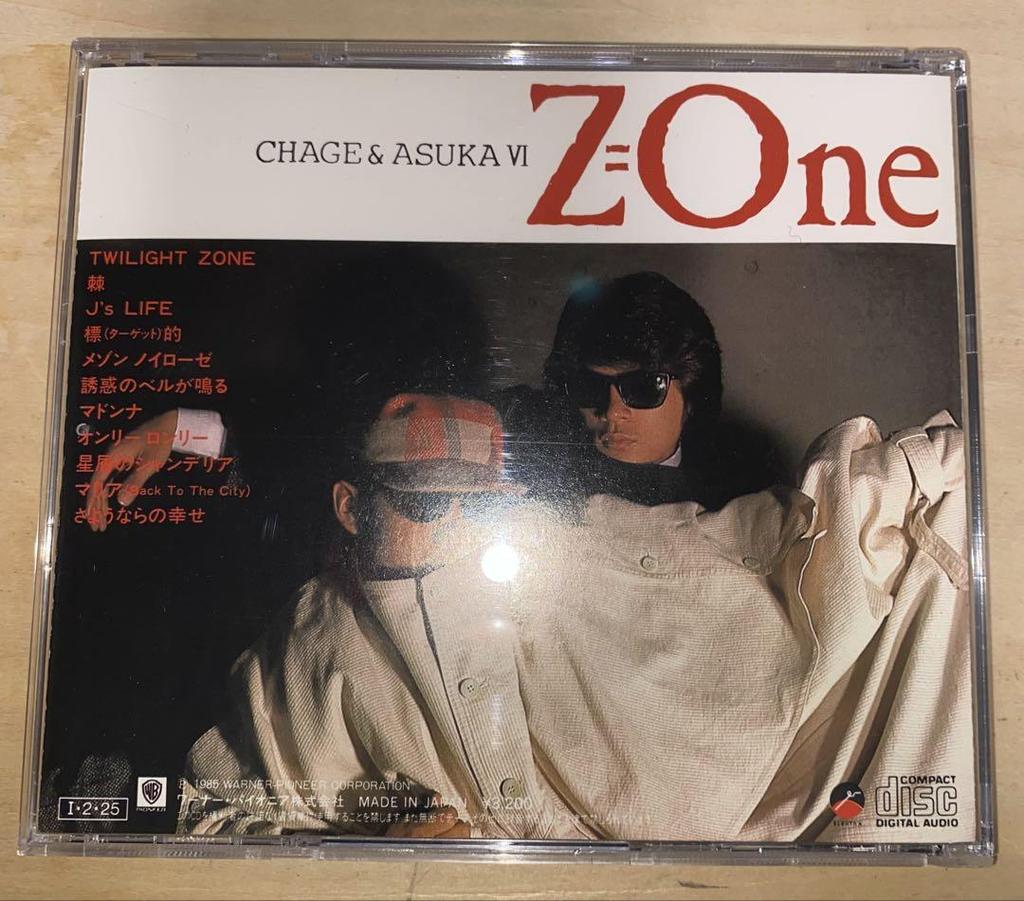 CHAGE & ASUKA VI
Z=One
TWILIGHT ZONE
棘
J's LIFE
標(ターゲット)的
メゾン ノイローゼ
誘惑のベルが鳴る
マドンナ
オンリー ロンリー
星屑のシャンデリア
マリア(Back To The City)
さようならの幸せ
Ⓟ 1985 WARNER-PIONEER CORPORATION
ワーナー・パイオニア株式会社 MADE IN JAPAN ¥3,200
I・2・25
COMPACT
disc
DIGITAL AUDIO